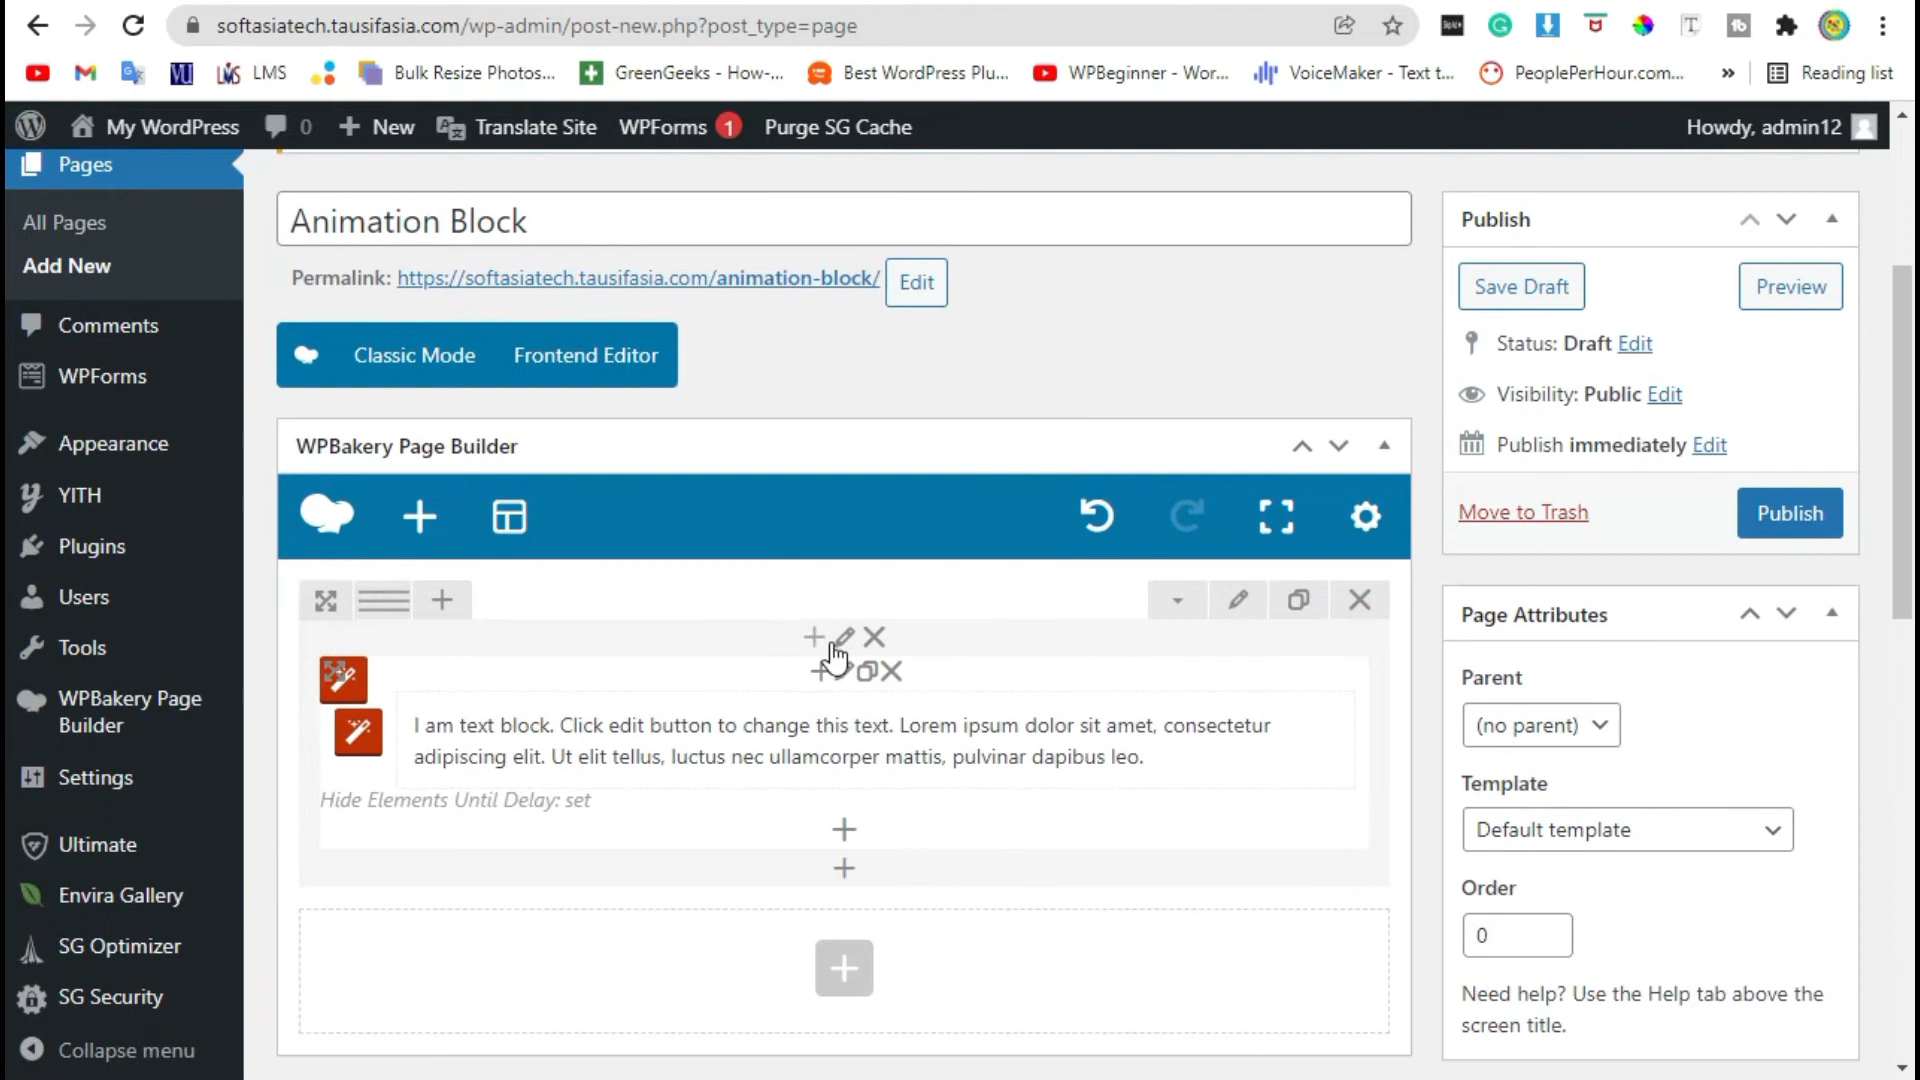 softasiatech.tausifasia.com/wp-admin/post-new.php?post_type=page
LMS
Bulk Resize Photos...
GreenGeeks - How-...
Best WordPress Plu...
WPBeginner - Wor...
VoiceMaker - Text t...
PeoplePerHour.com...
»
Reading list
My WordPress
0
New
Translate Site
WPForms 1
Purge SG Cache
Howdy, admin12
Pages
All Pages
Add New
Comments
WPForms
Appearance
YITH
Plugins
Users
Tools
WPBakery Page
Builder
Settings
Ultimate
Envira Gallery
SG Optimizer
SG Security
Collapse menu
Animation Block
Permalink: https://softasiatech.tausifasia.com/animation-block/ Edit
Classic Mode
Frontend Editor
WPBakery Page Builder
I am text block. Click edit button to change this text. Lorem ipsum dolor sit amet, consectetur
adipiscing elit. Ut elit tellus, luctus nec ullamcorper mattis, pulvinar dapibus leo.
Hide Elements Until Delay: set
Publish
Save Draft
Preview
Status: Draft Edit
Visibility: Public Edit
Publish immediately Edit
Move to Trash
Publish
Page Attributes
Parent
(no parent)
Template
Default template
Order
0
Need help? Use the Help tab above the
screen title.